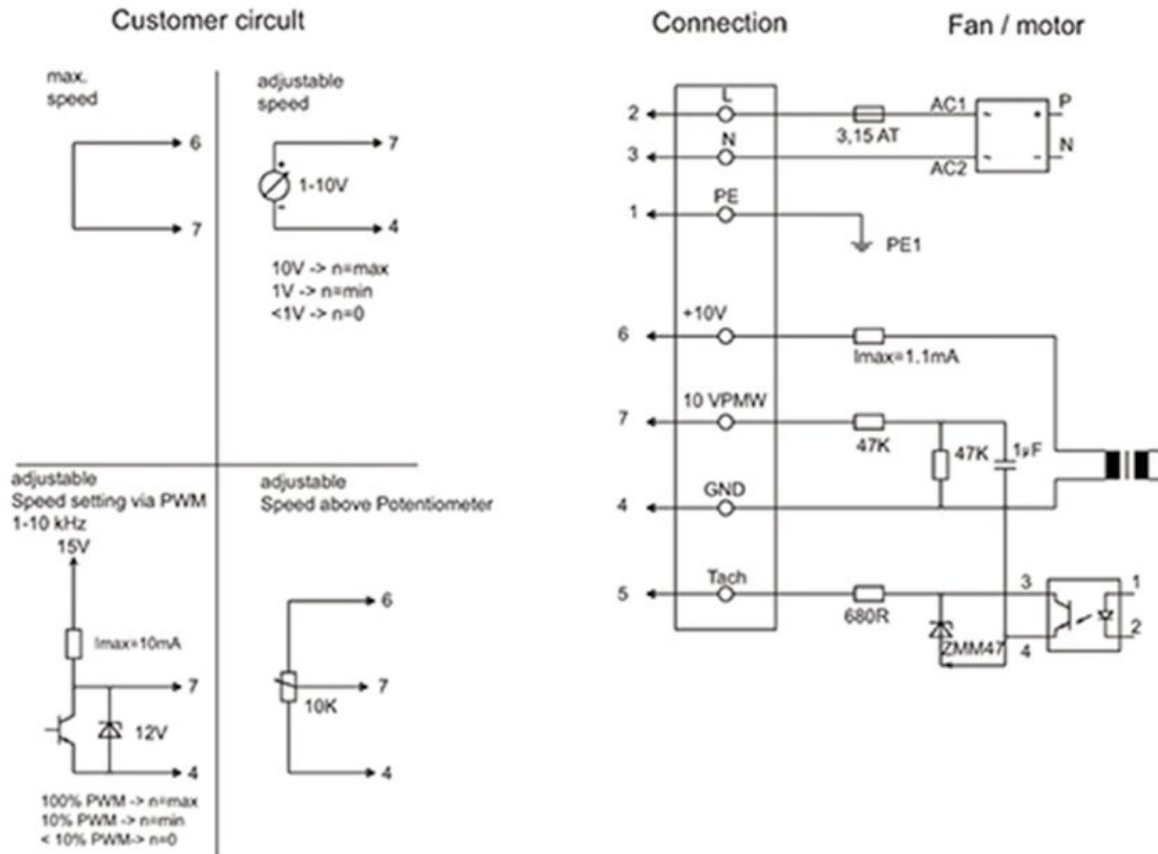 Customer circult
max.
speed
6
7
adjustable
speed
+
1-10V
-
7
4
10V -> n=max
1V -> n=min
<1V -> n=0
adjustable
Speed setting via PWM
1-10 kHz
15V
Imax=10mA
7
12V
4
100% PWM -> n=max
10% PWM -> n=min
< 10% PWM-> n=0
adjustable
Speed above Potentiometer
6
7
10K
4
Connection
Fan / motor
2
L
3,15 AT
AC1
~
+
P
3
N
AC2
~
-
N
1
PE
PE1
6
+10V
Imax=1.1mA
7
10 VPMW
47K
47K
1µF
4
GND
5
Tach
680R
ZMM47
3
4
1
2